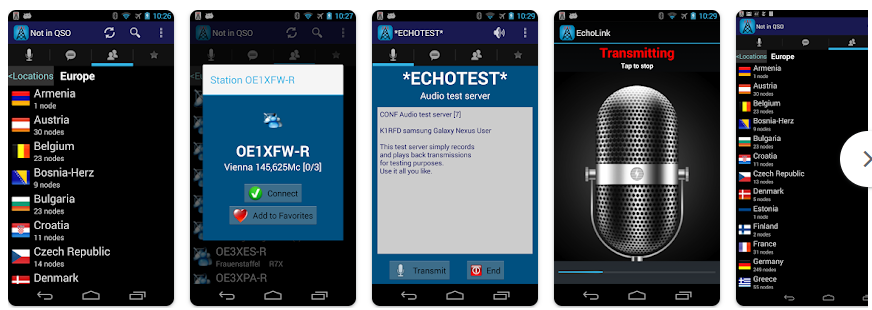 10:26
Not in QSO
<Locations Europe
Armenia
1 node
Austria
30 nodes
Belgium
23 nodes
Bosnia-Herz
9 nodes
Bulgaria
23 nodes
Croatia
11 nodes
Czech Republic
14 nodes
Denmark
10:27
Not in QSO
Station OE1XFW-R
OE1XFW-R
Vienna 145,625Mc [0/3]
Connect
Add to Favorites
OE3XES-R
Frauenstaffel R7X
OE3XPA-R
10:29
*ECHOTEST*
*ECHOTEST*
Audio test server
CONF Audio test server [7]
K1RFD samsung Galaxy Nexus User
This test server simply records
and plays back transmissions
for testing purposes.
Use it all you like.
Transmit
End
10:29
EchoLink
Transmitting
Tap to stop
Not in QSO
<Locations Europe
Armenia
1 node
Austria
30 nodes
Belgium
23 nodes
Bosnia-Herz
9 nodes
Bulgaria
23 nodes
Croatia
11 nodes
Czech Republic
13 nodes
Denmark
5 nodes
Estonia
1 node
Finland
2 nodes
France
31 nodes
Germany
249 nodes
Greece
55 nodes